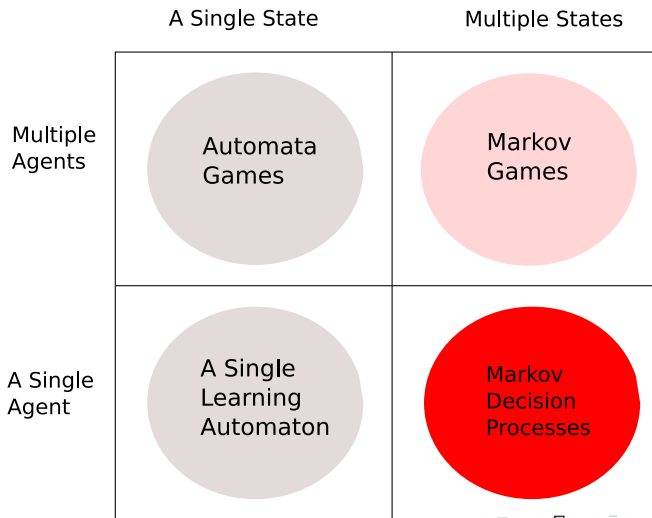 A Single State
Multiple States
Multiple
Agents
Automata
Games
Markov
Games
A Single
Agent
A Single
Learning
Automaton
Markov
Decision
Processes